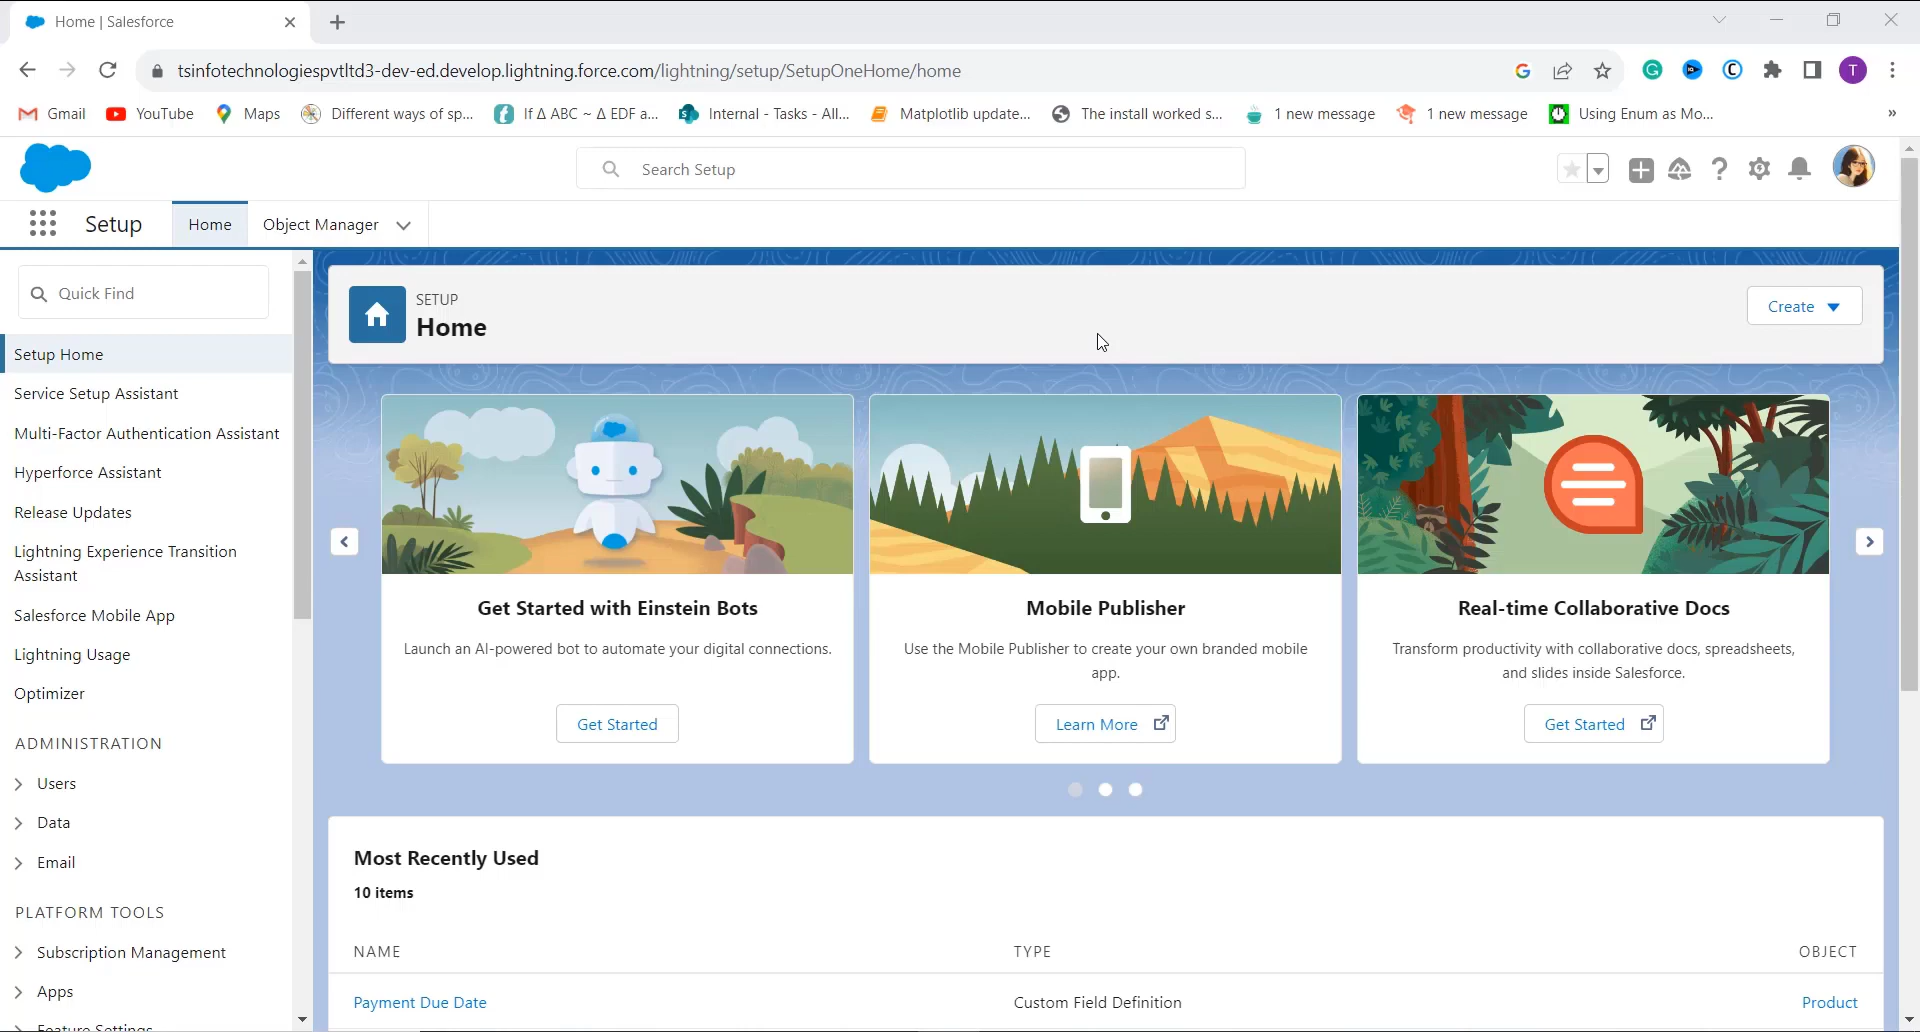 Home | Salesforce
tsinfotechnologiespvtltd3-dev-ed.develop.lightning.force.com/lightning/setup/SetupOneHome/home
T
Gmail
YouTube
Maps
Different ways of sp...
If Δ ABC ~ Δ EDF a...
Internal - Tasks - All...
Matplotlib update...
The install worked s...
1 new message
1 new message
Using Enum as Mo...
»
Search Setup
Setup
Home
Object Manager
Quick Find
Setup Home
Service Setup Assistant
Multi-Factor Authentication Assistant
Hyperforce Assistant
Release Updates
Lightning Experience Transition
Assistant
Salesforce Mobile App
Lightning Usage
Optimizer
ADMINISTRATION
Users
Data
Email
PLATFORM TOOLS
Subscription Management
Apps
Feature Settings
SETUP
Home
Create
Get Started with Einstein Bots
Launch an AI-powered bot to automate your digital connections.
Get Started
Mobile Publisher
Use the Mobile Publisher to create your own branded mobile
app.
Learn More
Real-time Collaborative Docs
Transform productivity with collaborative docs, spreadsheets,
and slides inside Salesforce.
Get Started
Most Recently Used
10 items
NAME TYPE OBJECT
Payment Due Date Custom Field Definition Product